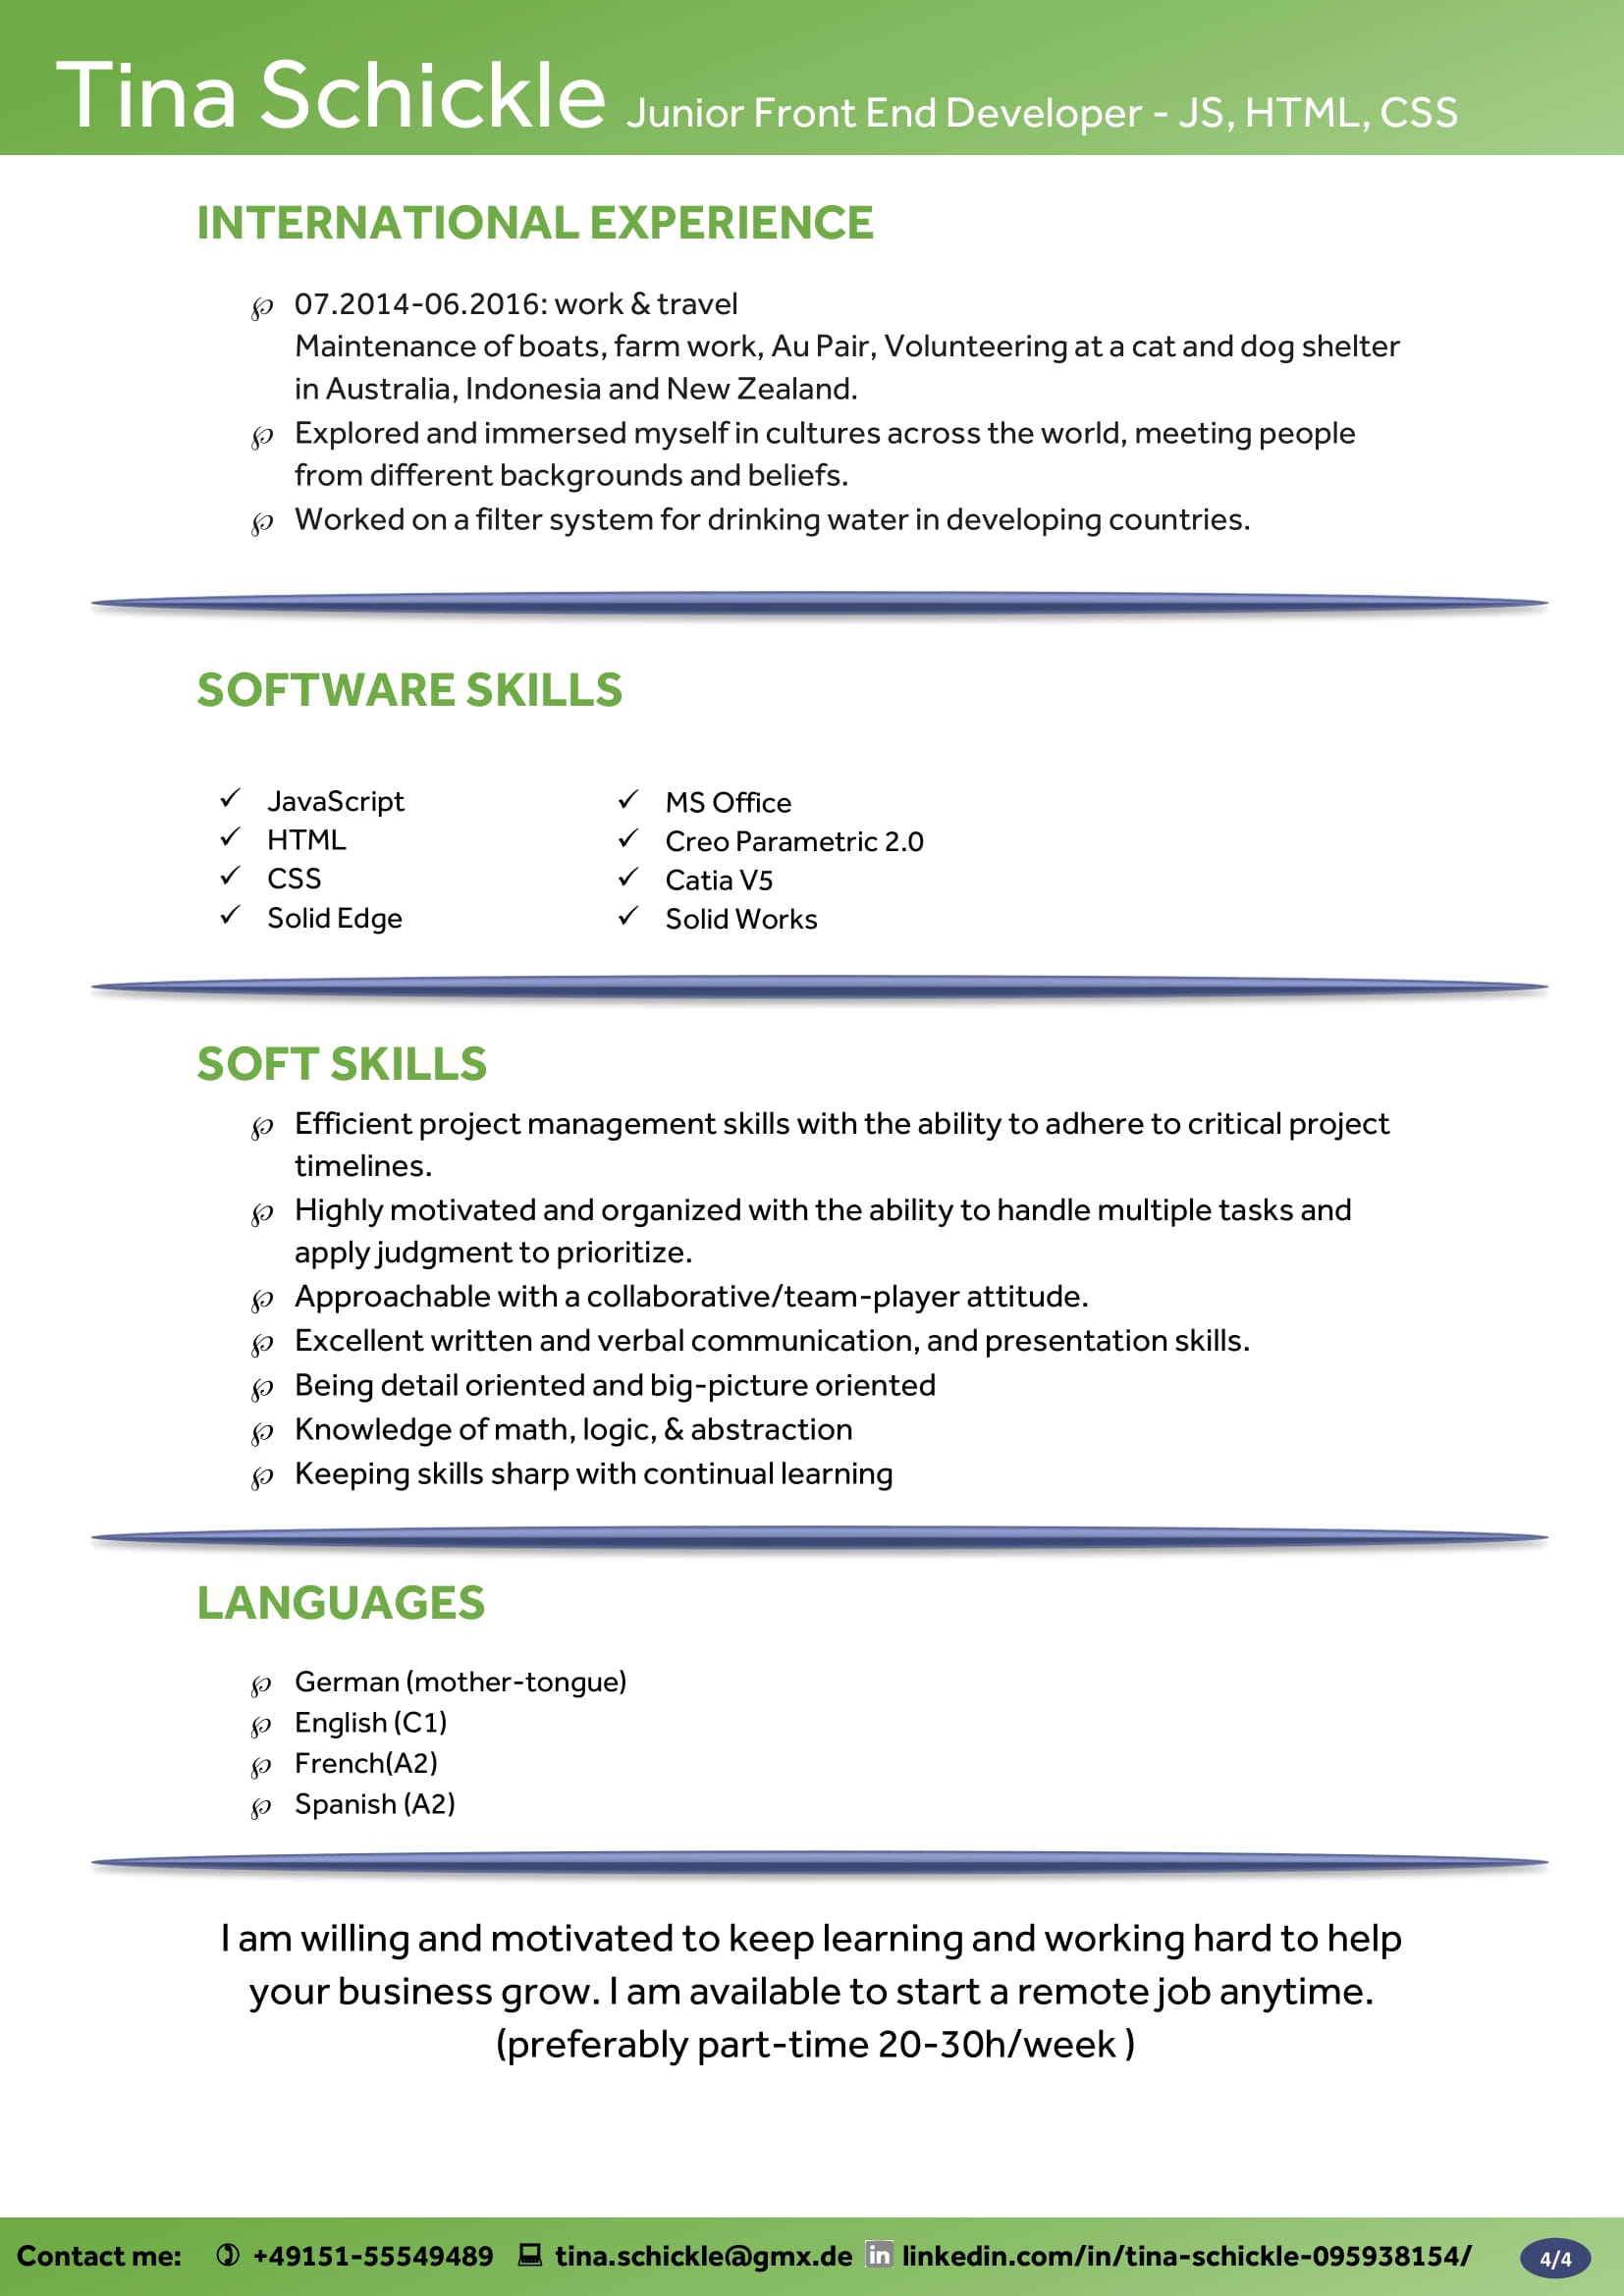 Tina Schickle Junior Front End Developer - JS, HTML, CSS
INTERNATIONAL EXPERIENCE
07.2014-06.2016: work & travel
Maintenance of boats, farm work, Au Pair, Volunteering at a cat and dog shelter
in Australia, Indonesia and New Zealand.
Explored and immersed myself in cultures across the world, meeting people
from different backgrounds and beliefs.
Worked on a filter system for drinking water in developing countries.
SOFTWARE SKILLS
✓ JavaScript
✓ HTML
✓ CSS
✓ Solid Edge
✓ MS Office
✓ Creo Parametric 2.0
✓ Catia V5
✓ Solid Works
SOFT SKILLS
Efficient project management skills with the ability to adhere to critical project
timelines.
Highly motivated and organized with the ability to handle multiple tasks and
apply judgment to prioritize.
Approachable with a collaborative/team-player attitude.
Excellent written and verbal communication, and presentation skills.
Being detail oriented and big-picture oriented
Knowledge of math, logic, & abstraction
Keeping skills sharp with continual learning
LANGUAGES
German (mother-tongue)
English (C1)
French(A2)
Spanish (A2)
I am willing and motivated to keep learning and working hard to help
your business grow. I am available to start a remote job anytime.
(preferably part-time 20-30h/week )
Contact me: +49151-55549489 tina.schickle@gmx.de in linkedin.com/in/tina-schickle-095938154/ 4/4